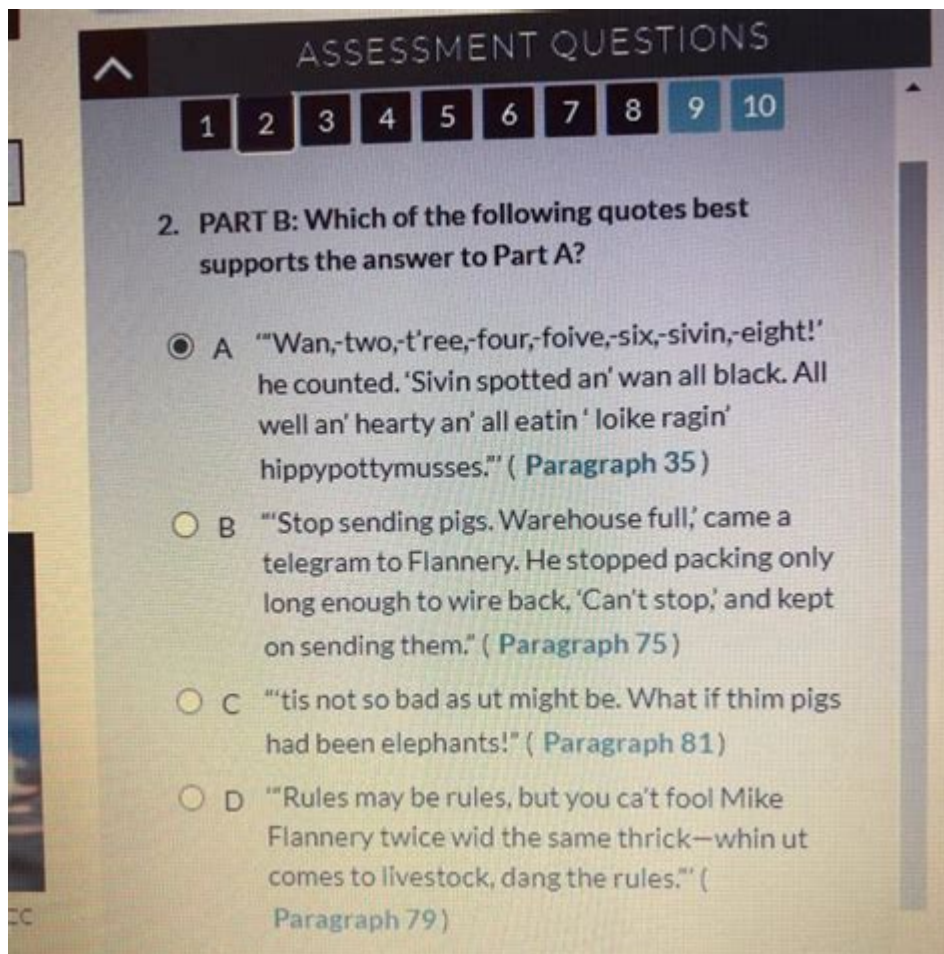 ASSESSMENT QUESTIONS
1 2 3 4 5 6 7 8 9 10
2. PART B: Which of the following quotes best
supports the answer to Part A?
A "'Wan,-two,-t'ree,-four,-foive,-six,-sivin,-eight!'
he counted. 'Sivin spotted an' wan all black. All
well an' hearty an' all eatin' loike ragin'
hippypottymusses.'" ( Paragraph 35)
B "'Stop sending pigs. Warehouse full,' came a
telegram to Flannery. He stopped packing only
long enough to wire back, 'Can't stop,' and kept
on sending them." ( Paragraph 75)
C "'tis not so bad as ut might be. What if thim pigs
had been elephants!" ( Paragraph 81)
D "'Rules may be rules, but you ca't fool Mike
Flannery twice wid the same thrick—whin ut
comes to livestock, dang the rules.'" (
Paragraph 79)